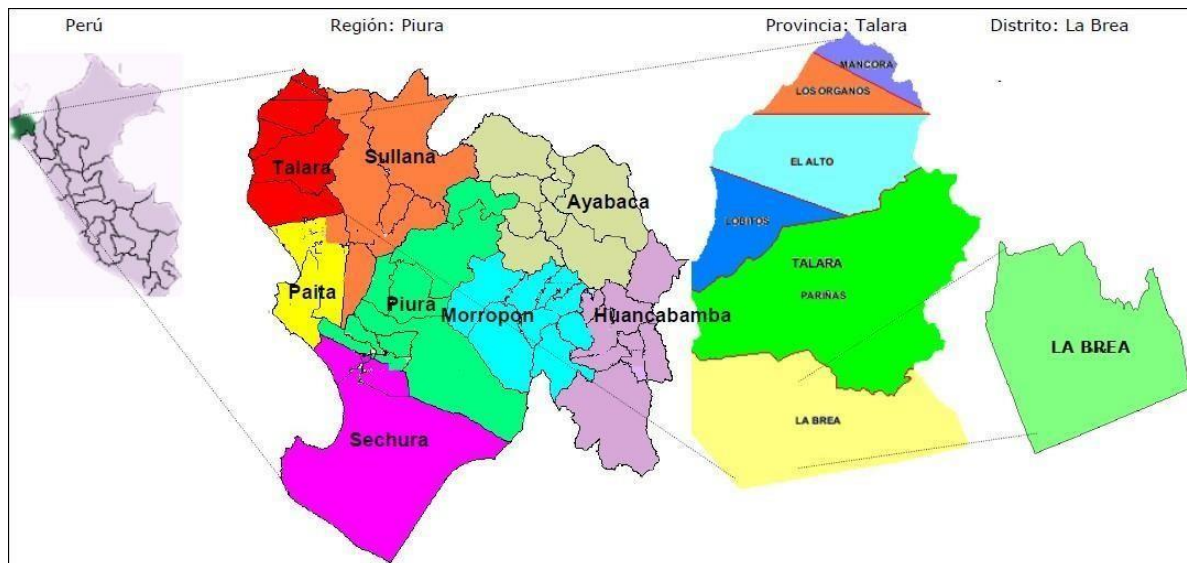 Perú
Región: Piura
Provincia: Talara
Distrito: La Brea
Talara
Sullana
Ayabaca
Paita
Piura
Morropon
Huancabamba
Sechura
MANCORA
LOS ORGANOS
EL ALTO
LOBITOS
TALARA
PARIÑAS
LA BREA
LA BREA